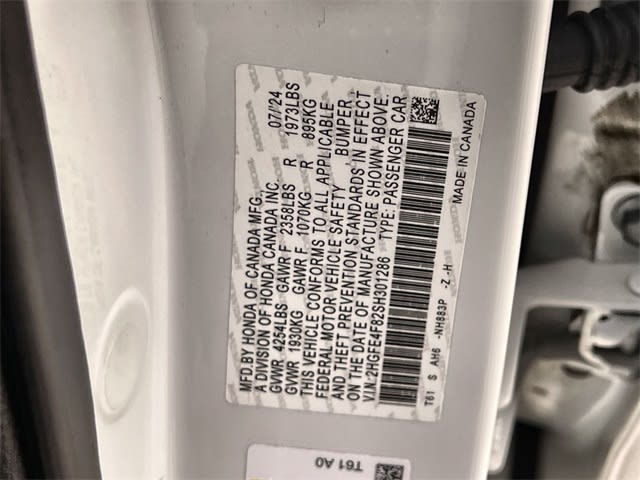 MFD.BY HONDA OF CANADA MFG.
A DIVISION OF HONDA CANADA INC. 07/24
GVWR 4254LBS GAWR F 2358LBS R 1973LBS
GVWR 1930KG GAWR F 1070KG R 895KG
THIS VEHICLE CONFORMS TO ALL APPLICABLE
FEDERAL MOTOR VEHICLE SAFETY, BUMPER,
AND THEFT PREVENTION STANDARDS IN EFFECT
ON THE DATE OF MANUFACTURE SHOWN ABOVE.
V.I.N: 2HGFE4F82SH301286 TYPE: PASSENGER CAR
T61 S AH6 -NH883P -Z -H
MADE IN CANADA
T61 A0